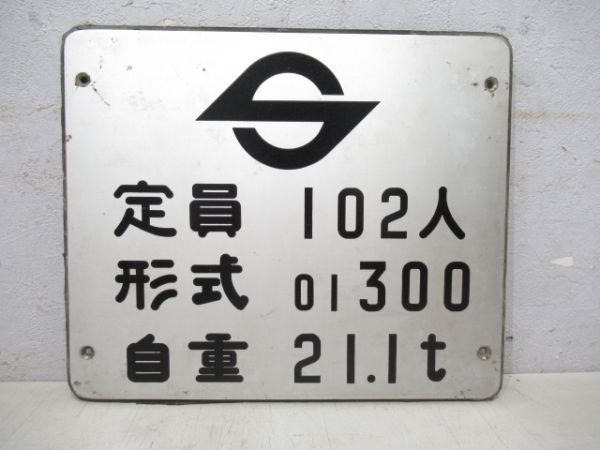 定員 102人
形式 01300
自重 21.1t